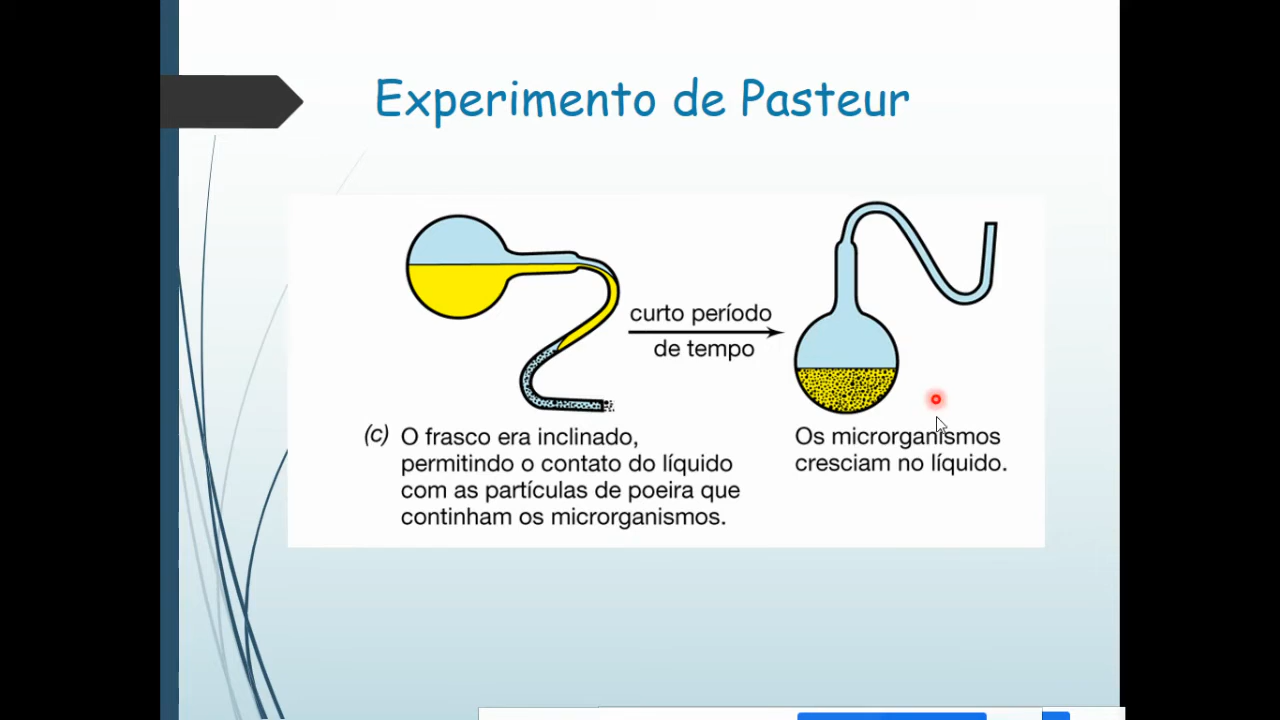 Experimento de Pasteur
curto período
de tempo
(c) O frasco era inclinado,
permitindo o contato do líquido
com as partículas de poeira que
continham os microrganismos.
Os microrganismos
cresciam no líquido.